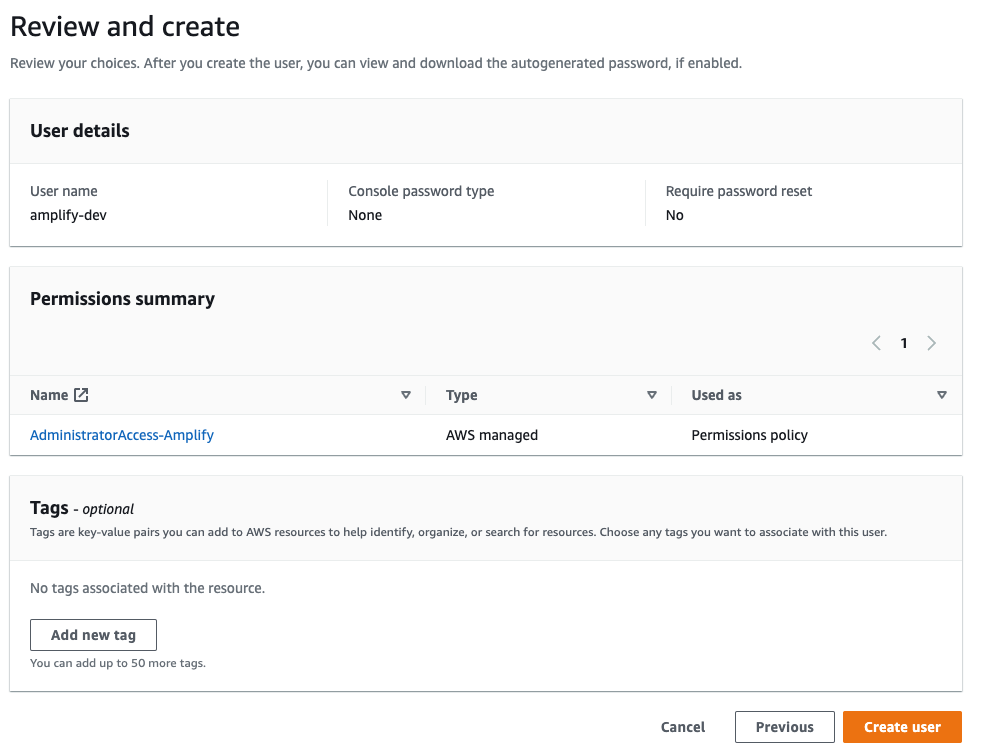 Review and create
Review your choices. After you create the user, you can view and download the autogenerated password, if enabled.
User details
User name
amplify-dev
Console password type
None
Require password reset
No
Permissions summary
1
Name
Type
Used as
AdministratorAccess-Amplify
AWS managed
Permissions policy
Tags - optional
Tags are key-value pairs you can add to AWS resources to help identify, organize, or search for resources. Choose any tags you want to associate with this user.
No tags associated with the resource.
Add new tag
You can add up to 50 more tags.
Cancel
Previous
Create user